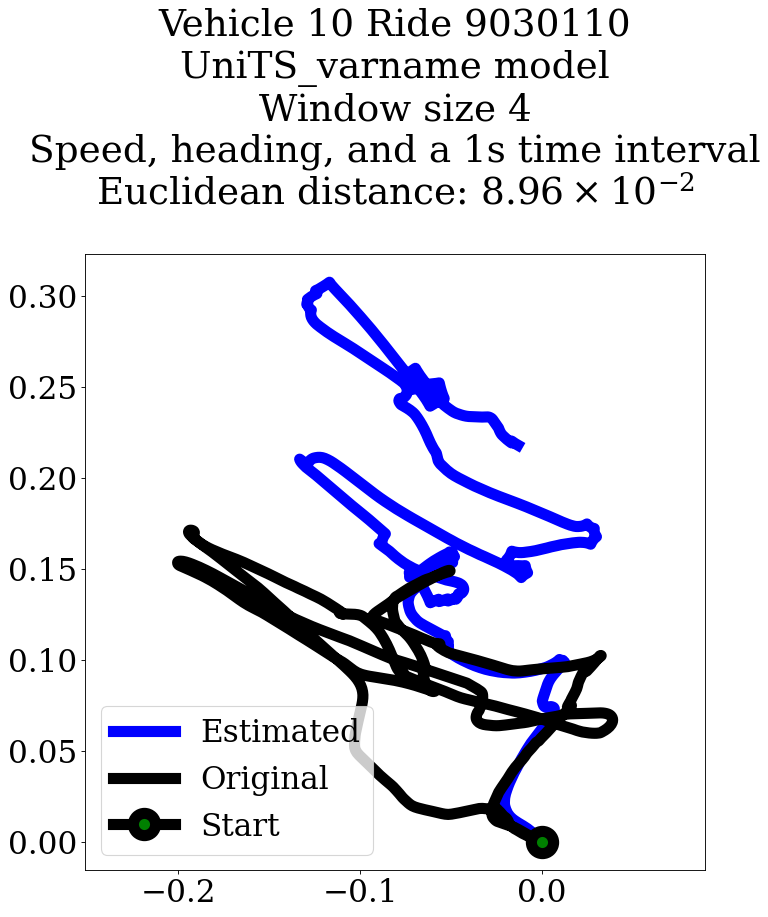 Vehicle 10 Ride 9030110
UniTS_varname model
Window size 4
Speed, heading, and a 1s time interval
Euclidean distance: 8.96 × 10⁻²
0.30
0.25
0.20
0.15
0.10
0.05
0.00
Estimated
Original
Start
−0.2
−0.1
0.0